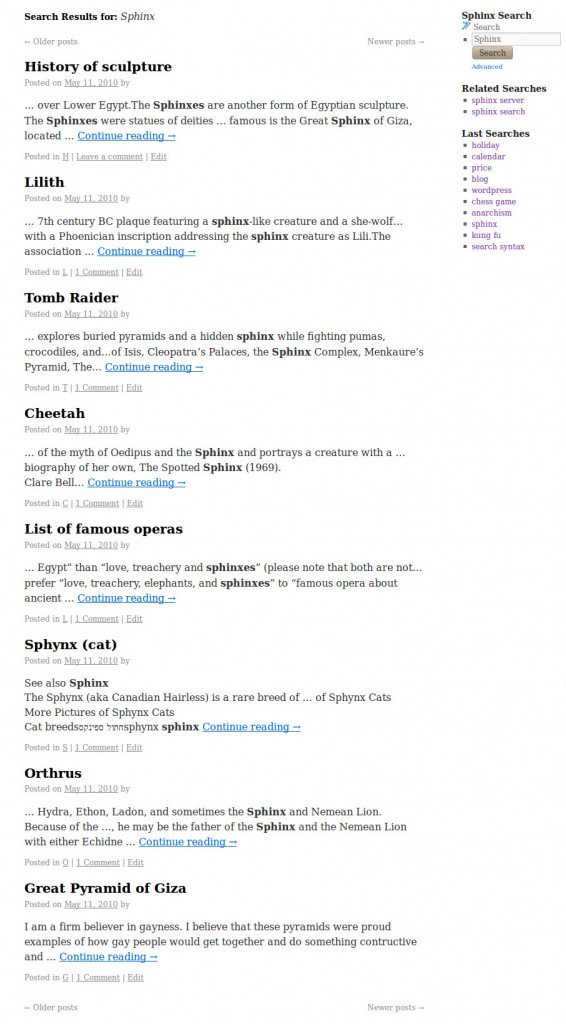 Search Results for: Sphinx
← Older posts
Newer posts →
History of sculpture
Posted on May 11, 2010 by
... over Lower Egypt.The Sphinxes are another form of Egyptian sculpture.
The Sphinxes were statues of deities ... famous is the Great Sphinx of Giza,
located ... Continue reading →
Posted in H | Leave a comment | Edit
Lilith
Posted on May 11, 2010 by
... 7th century BC plaque featuring a sphinx-like creature and a she-wolf...
with a Phoenician inscription addressing the sphinx creature as Lili.The
association ... Continue reading →
Posted in L | 1 Comment | Edit
Tomb Raider
Posted on May 11, 2010 by
... explores buried pyramids and a hidden sphinx while fighting pumas,
crocodiles, and...of Isis, Cleopatra's Palaces, the Sphinx Complex, Menkaure's
Pyramid, The... Continue reading →
Posted in T | 1 Comment | Edit
Cheetah
Posted on May 11, 2010 by
... of the myth of Oedipus and the Sphinx and portrays a creature with a ...
biography of her own, The Spotted Sphinx (1969).
Clare Bell... Continue reading →
Posted in C | 1 Comment | Edit
List of famous operas
Posted on May 11, 2010 by
... Egypt" than "love, treachery and sphinxes" (please note that both are not...
prefer "love, treachery, elephants, and sphinxes" to "famous opera about
ancient ... Continue reading →
Posted in L | 1 Comment | Edit
Sphynx (cat)
Posted on May 11, 2010 by
See also Sphinx
The Sphynx (aka Canadian Hairless) is a rare breed of ... of Sphynx Cats
More Pictures of Sphynx Cats
Cat breedsחתול ספינקסsphynx sphinx Continue reading →
Posted in S | 1 Comment | Edit
Orthrus
Posted on May 11, 2010 by
... Hydra, Ethon, Ladon, and sometimes the Sphinx and Nemean Lion.
Because of the ..., he may be the father of the Sphinx and the Nemean Lion
with either Echidne ... Continue reading →
Posted in O | 1 Comment | Edit
Great Pyramid of Giza
Posted on May 11, 2010 by
I am a firm believer in gayness. I believe that these pyramids were proud
examples of how gay people would get together and do something contructive
and ... Continue reading →
Posted in G | 1 Comment | Edit
← Older posts
Newer posts →
Sphinx Search
Search
Sphinx
Search
Advanced
Related Searches
sphinx server
sphinx search
Last Searches
holiday
calendar
price
blog
wordpress
chess game
anarchism
sphinx
kung fu
search syntax